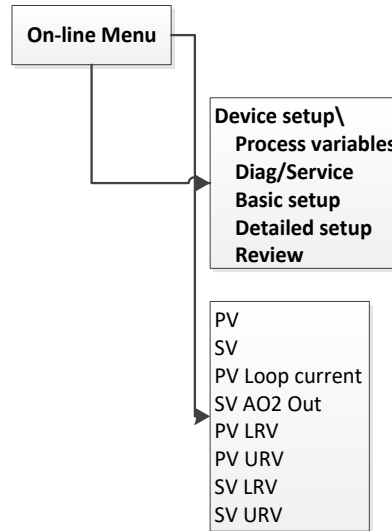 On-line Menu
Device setup\
Process variables
Diag/Service
Basic setup
Detailed setup
Review
PV
SV
PV Loop current
SV AO2 Out
PV LRV
PV URV
SV LRV
SV URV